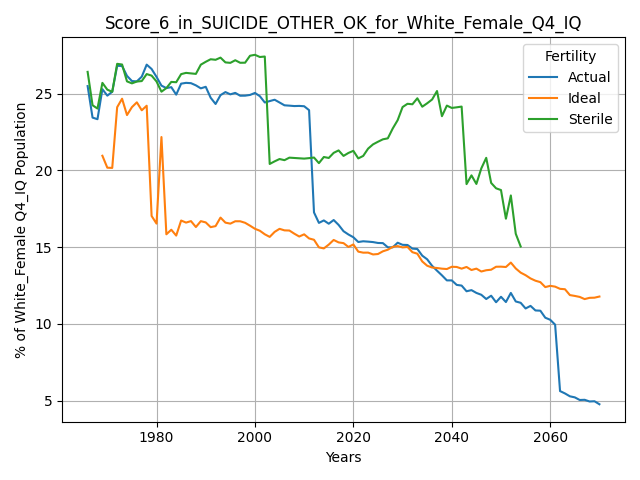 Score_6_in_SUICIDE_OTHER_OK_for_White_Female_Q4_IQ
Fertility
Actual
Ideal
Sterile
% of White_Female Q4_IQ Population
25
20
15
10
5
1980 2000 2020 2040 2060
Years